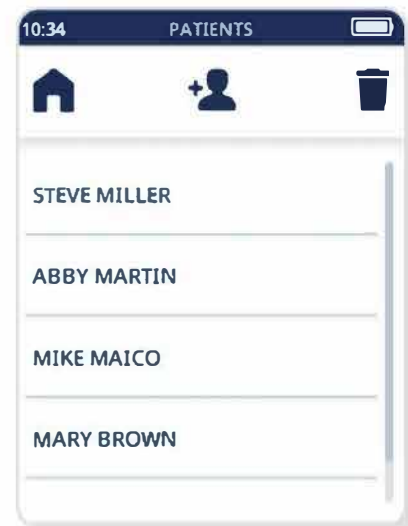 10:34 PATIENTS
STEVE MILLER
ABBY MARTIN
MIKE MAICO
MARY BROWN